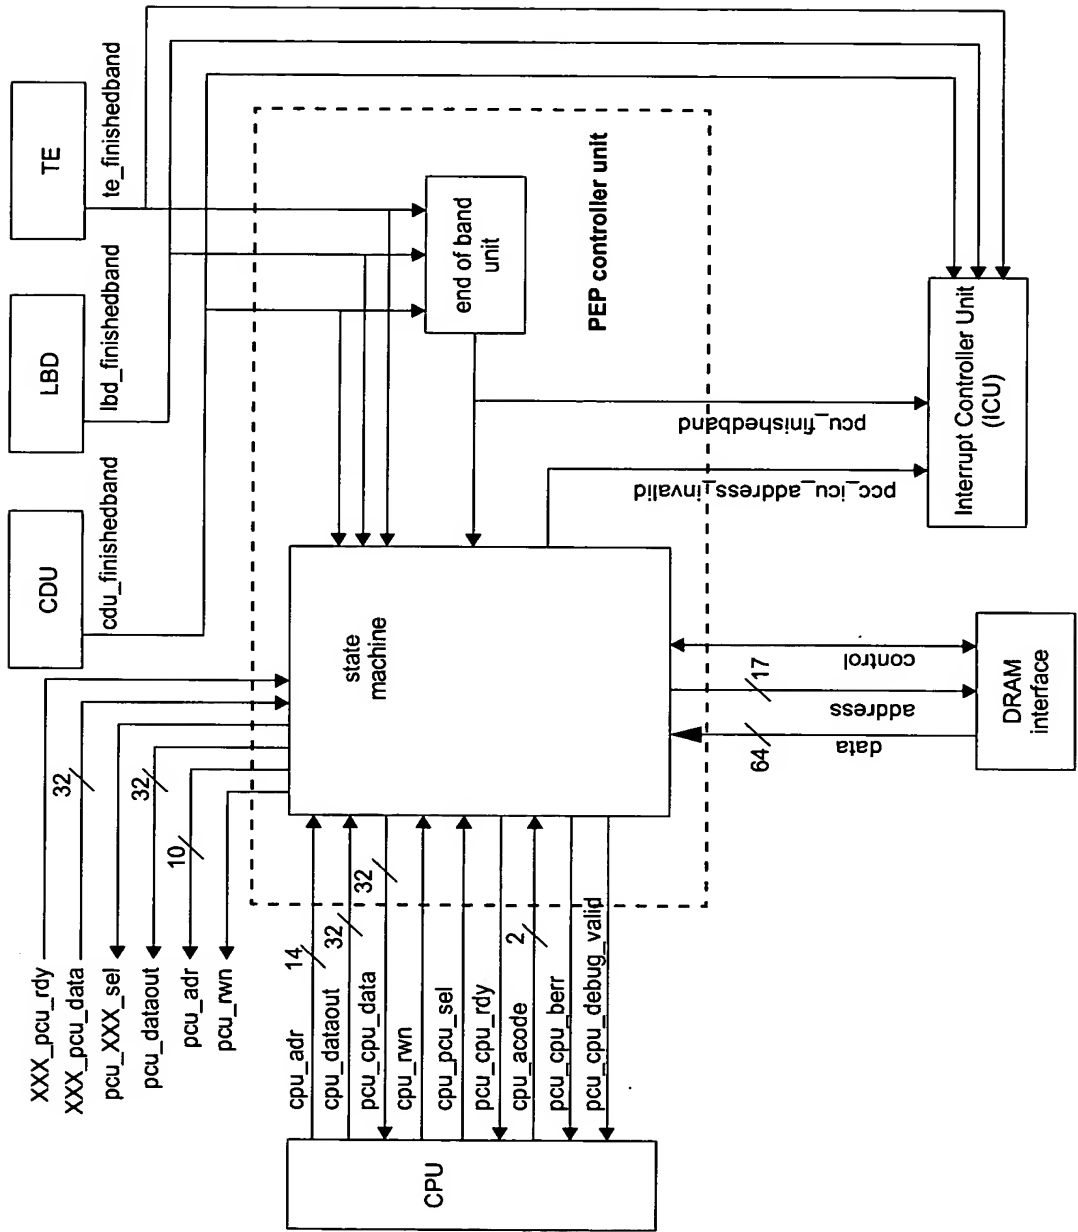 TE
te_finishedband
LBD
lbd_finishedband
CDU
cdu_finishedband
end of band
unit
PEP controller unit
state
machine
pcu_finishedband
pcc_icu_address_invalid
Interrupt Controller Unit
(ICU)
control
17
address
64
data
DRAM
interface
XXX_pcu_rdy
32
XXX_pcu_data
pcu_XXX_sel
32
pcu_dataout
10
pcu_adr
pcu_rwn
14
cpu_adr
32
cpu_dataout
32
pcu_cpu_data
cpu_rwn
cpu_pcu_sel
pcu_cpu_rdy
2
cpu_acode
pcu_cpu_berr
pcu_cpu_debug_valid
CPU